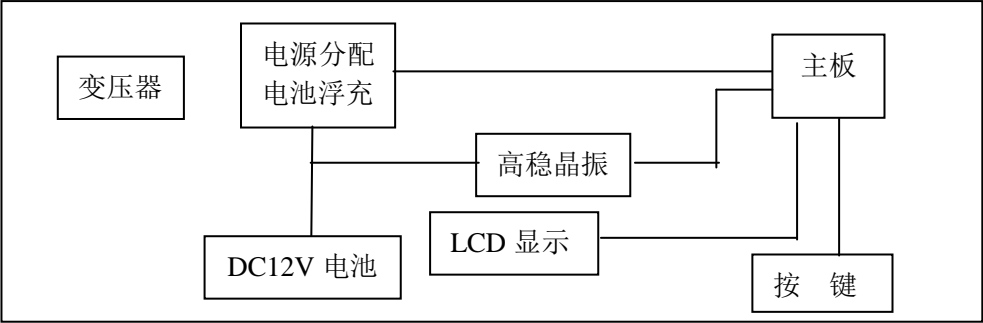 变压器
电源分配
电池浮充
主板
高稳晶振
LCD 显示
DC12V 电池
按 键